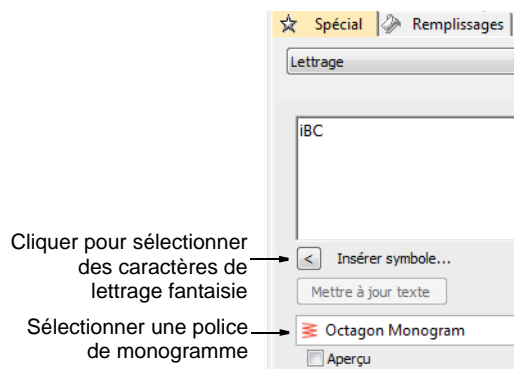 Spécial Remplissages
Lettrage
iBC
Cliquer pour sélectionner
des caractères de
lettrage fantaisie
< Insérer symbole...
Mettre à jour texte
Sélectionner une police
de monogramme
Octagon Monogram
Aperçu